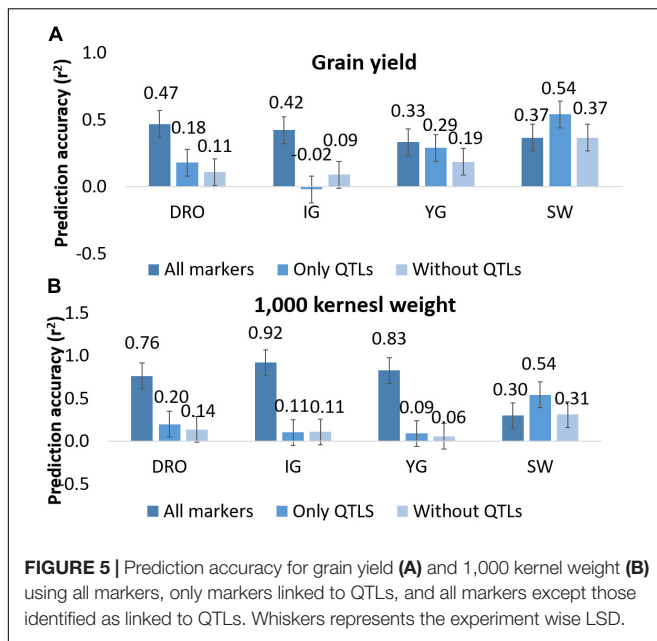 A
Grain yield
Prediction accuracy (r²)
1.0
0.5
0.0
-0.5
0.47 0.18 0.11 0.42 -0.02 0.09 0.33 0.29 0.19 0.37 0.54 0.37
DRO IG YG SW
All markers Only QTLs Without QTLs
B
1,000 kernesl weight
Prediction accuracy (r²)
1.5
1.0
0.5
0.0
-0.5
0.76 0.20 0.14 0.92 0.11 0.11 0.83 0.09 0.06 0.30 0.54 0.31
DRO IG YG SW
All markers Only QTLS Without QTLs
FIGURE 5 | Prediction accuracy for grain yield (A) and 1,000 kernel weight (B)
using all markers, only markers linked to QTLs, and all markers except those
identified as linked to QTLs. Whiskers represents the experiment wise LSD.